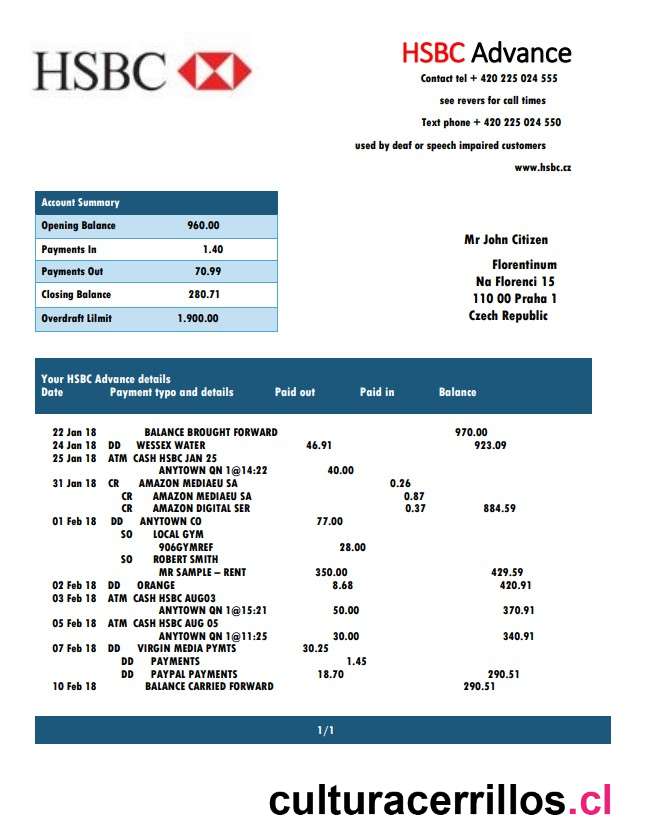 HSBC
HSBC Advance
Contact tel + 420 225 024 555
see revers for call times
Text phone + 420 225 024 550
used by deaf or speech impaired customers
www.hsbc.cz
Account Summary
Opening Balance 960.00
Payments In 1.40
Payments Out 70.99
Closing Balance 280.71
Overdraft Lilmit 1.900.00
Mr John Citizen
Florentinum
Na Florenci 15
110 00 Praha 1
Czech Republic
Your HSBC Advance details
Date Payment typo and details Paid out Paid in Balance
22 Jan 18 BALANCE BROUGHT FORWARD 970.00
24 Jan 18 DD WESSEX WATER 46.91 923.09
25 Jan 18 ATM CASH HSBC JAN 25
ANYTOWN QN 1@14:22 40.00
31 Jan 18 CR AMAZON MEDIAEU SA 0.26
CR AMAZON MEDIAEU SA 0.87
CR AMAZON DIGITAL SER 0.37 884.59
01 Feb 18 DD ANYTOWN CO 77.00
SO LOCAL GYM
906GYMREF 28.00
SO ROBERT SMITH
MR SAMPLE – RENT 350.00 429.59
02 Feb 18 DD ORANGE 8.68 420.91
03 Feb 18 ATM CASH HSBC AUG03
ANYTOWN QN 1@15:21 50.00 370.91
05 Feb 18 ATM CASH HSBC AUG 05
ANYTOWN QN 1@11:25 30.00 340.91
07 Feb 18 DD VIRGIN MEDIA PYMTS 30.25
DD PAYMENTS 1.45
DD PAYPAL PAYMENTS 18.70 290.51
10 Feb 18 BALANCE CARRIED FORWARD 290.51
1/1
culturacerrillos.cl